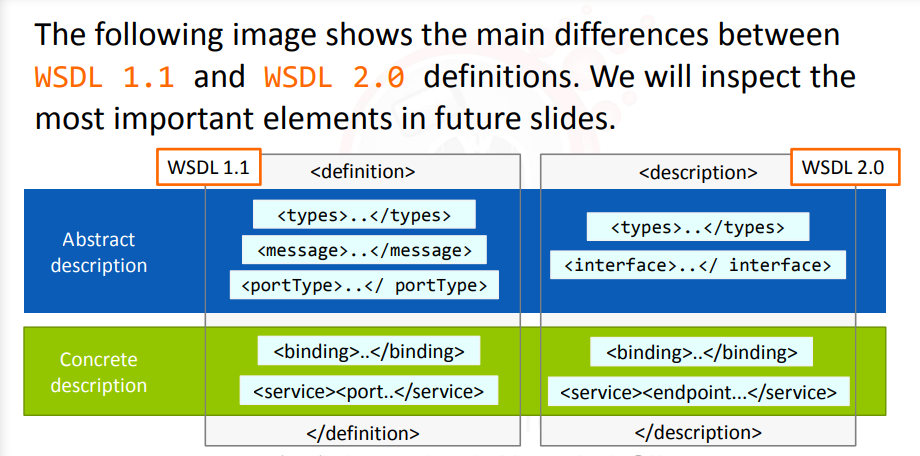 The following image shows the main differences between
WSDL 1.1 and WSDL 2.0 definitions. We will inspect the
most important elements in future slides.
WSDL 1.1
<definition>
<description>
WSDL 2.0
Abstract
description
<types>..</types>
<message>..</message>
<portType>..</ portType>
<types>..</types>
<interface>..</ interface>
Concrete
description
<binding>..</binding>
<service><port..</service>
<binding>..</binding>
<service><endpoint...</service>
</definition>
</description>